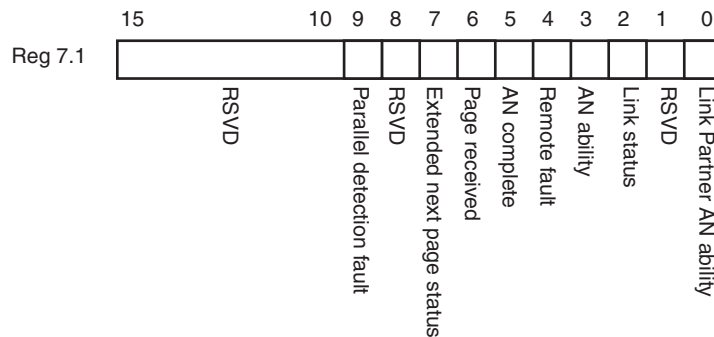 15 10 9 8 7 6 5 4 3 2 1 0
Reg 7.1
RSVD
Parallel detection fault
RSVD
Extended next page status
Page received
AN complete
Remote fault
AN ability
Link status
RSVD
Link Partner AN ability